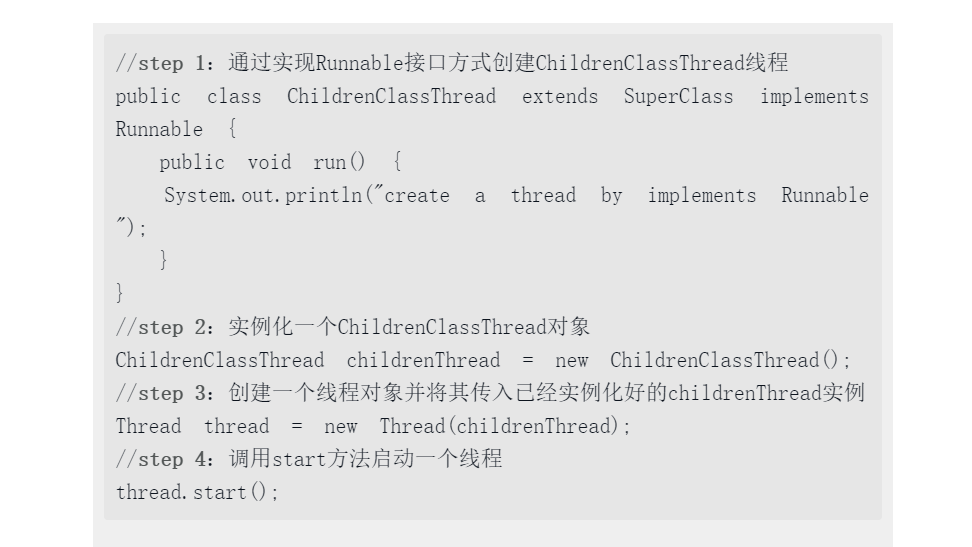 //step 1：通过实现Runnable接口方式创建ChildrenClassThread线程
public class ChildrenClassThread extends SuperClass implements
Runnable {
    public void run() {
    System.out.println("create a thread by implements Runnable
");
    }
}
//step 2：实例化一个ChildrenClassThread对象
ChildrenClassThread childrenThread = new ChildrenClassThread();
//step 3：创建一个线程对象并将其传入已经实例化好的childrenThread实例
Thread thread = new Thread(childrenThread);
//step 4：调用start方法启动一个线程
thread.start();